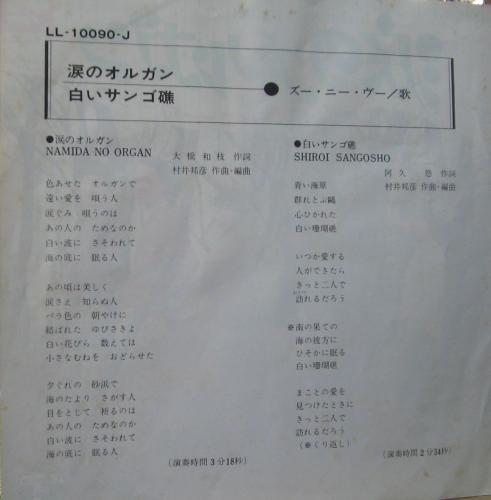 LL-10090-J
涙のオルガン
白いサンゴ礁
● ズー・ニー・ヴー/歌
●涙のオルガン
NAMIDA NO ORGAN
大橋和枝 作詞
村井邦彦 作曲・編曲
色あせた オルガンで
遠い愛を 唄う人
涙ぐみ 唄うのは
あの人の ためなのか
白い波に さそわれて
海の底に 眠る人
あの頃は美しく
涙さえ 知らぬ人
バラ色の 朝やけに
結ばれた ゆびさきよ
白い花びら 数えては
小さなむねを おどらせた
夕ぐれの 砂浜で
海のたより さがす人
目をとじて 祈るのは
あの人の ためなのか
白い波に さそわれて
海の底に 眠る人
(演奏時間3分18秒)
●白いサンゴ礁
SHIROI SANGOSHO
阿久 悠 作詞
村井邦彦 作曲・編曲
青い海原
群れとぶ鷗
心ひかれた
白い珊瑚礁
いつか愛する
人ができたら
きっと二人で
訪れるだろう
※南の果ての
海の彼方に
ひそかに眠る
白い珊瑚礁
まことの愛を
見つけたときに
きっと二人で
訪れるだろう
(※くり返し)
(演奏時間2分34秒)